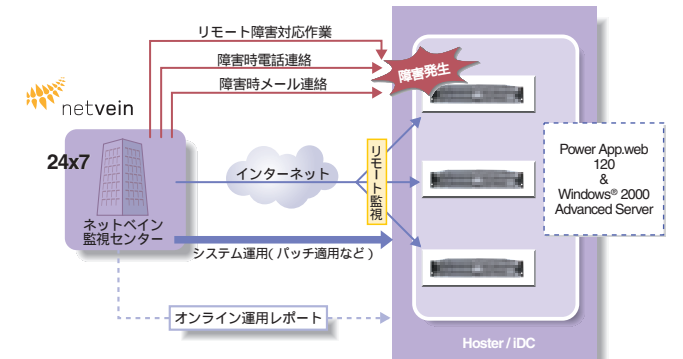 リモート障害対応作業
障害時電話連絡
障害時メール連絡
障害発生
netvein
24x7
ネットベイン
監視センター
インターネット
リモート監視
システム運用(パッチ適用など)
オンライン運用レポート
Power App.web
120
&
Windows® 2000
Advanced Server
Hoster / iDC